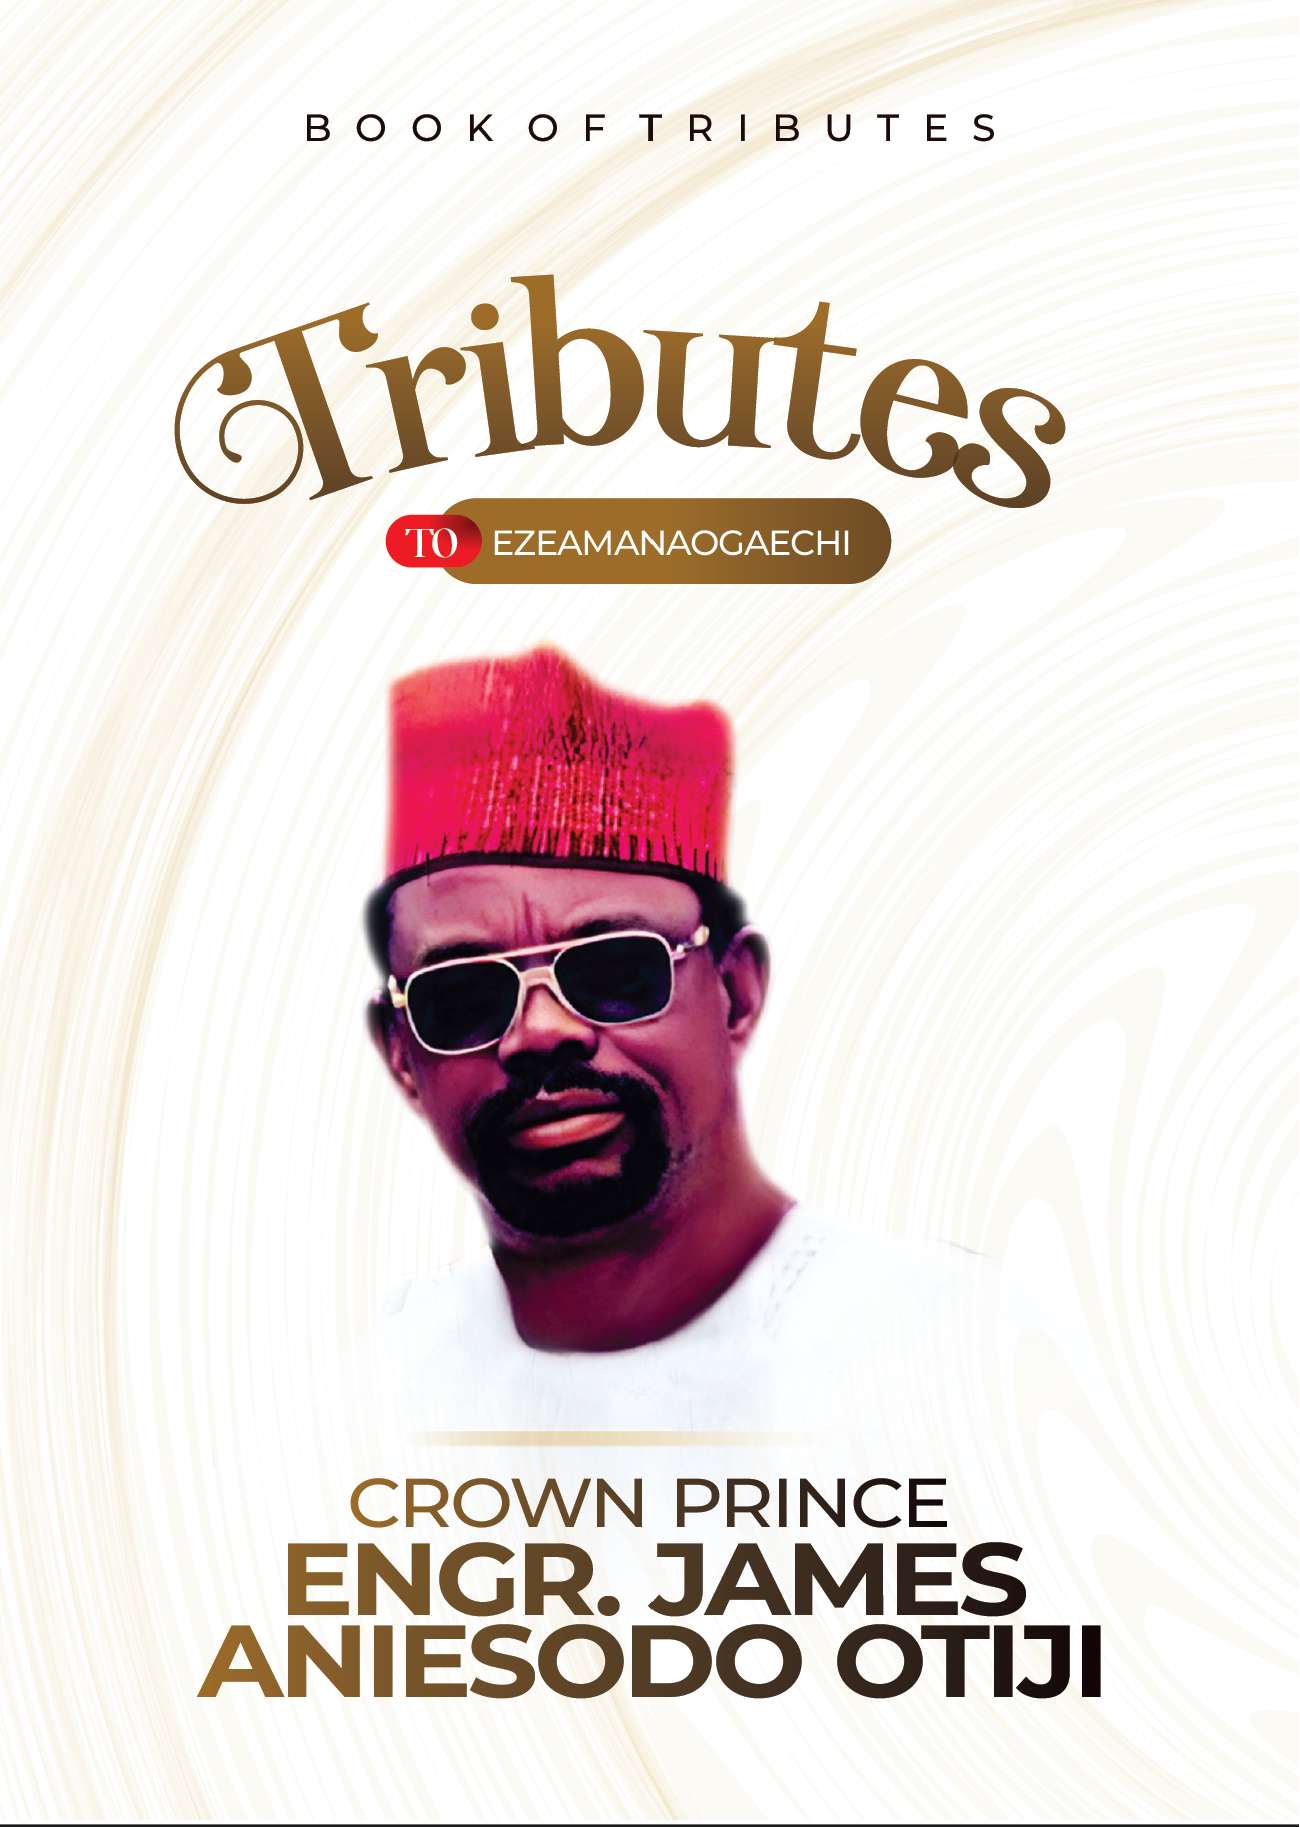 BOOK OF TRIBUTES
Tributes
TO EZEAMANAOGAECHI
CROWN PRINCE
ENGR. JAMES
ANIESODO OTIJI